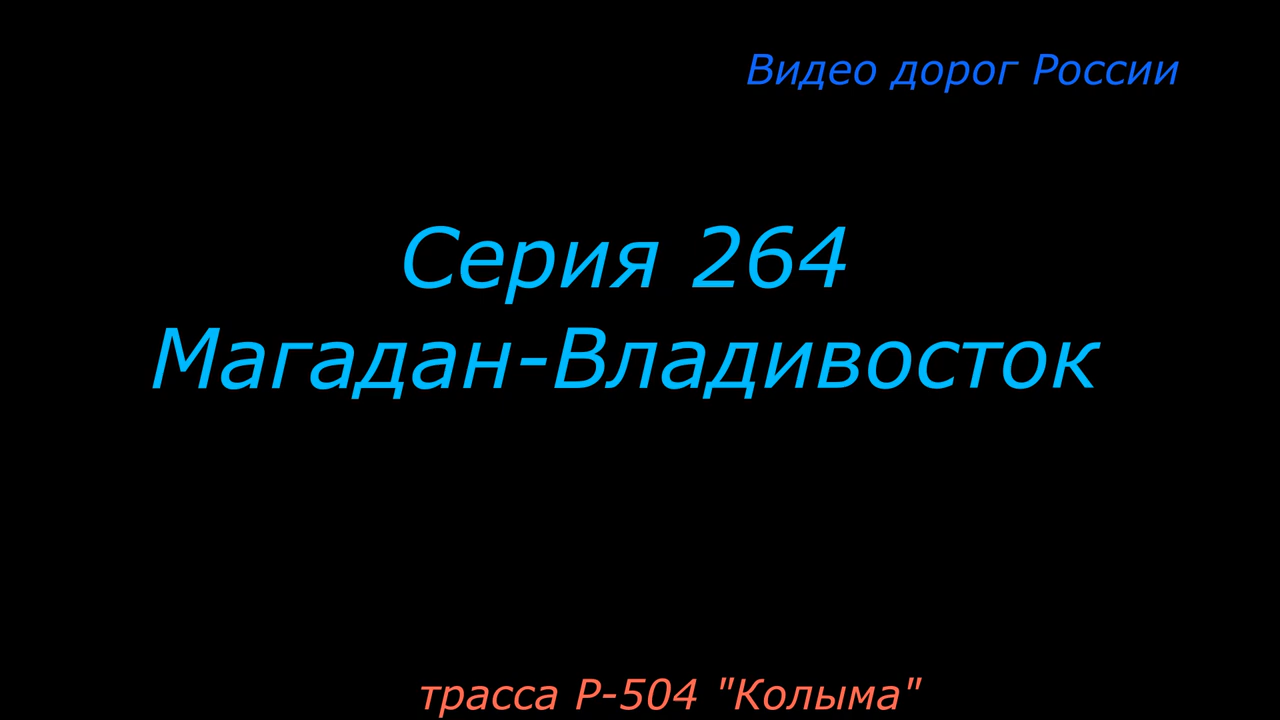 Видео дорог России
Серия 264
Магадан-Владивосток
трасса Р-504 "Колыма"